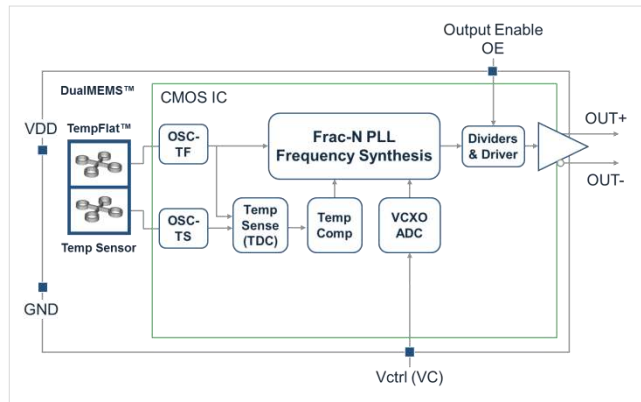 Output Enable
OE
DualMEMS™
CMOS IC
VDD
TempFlat™
OSC-
TF
Frac-N PLL
Frequency Synthesis
Dividers
& Driver
OUT+
OUT-
OSC-
TS
Temp
Sense
(TDC)
Temp
Comp
VCXO
ADC
Temp Sensor
GND
Vctrl (VC)